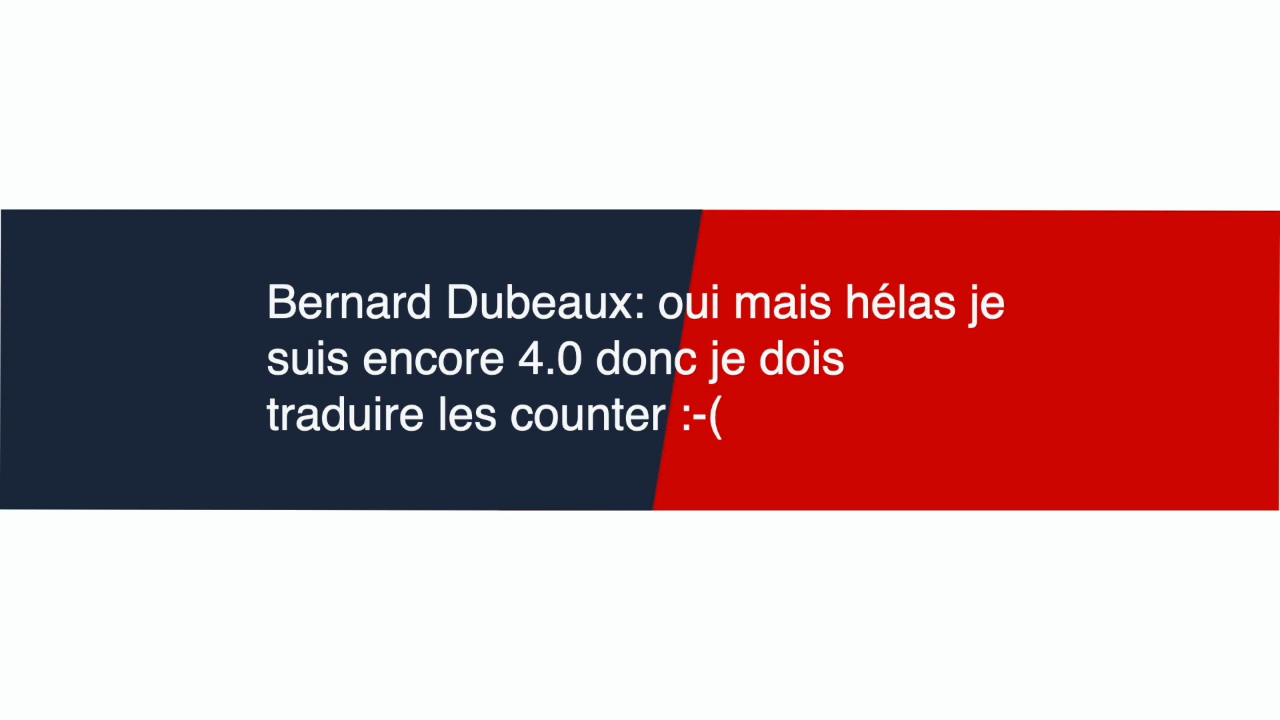 Bernard Dubeaux: oui mais hélas je
suis encore 4.0 donc je dois
traduire les counter :-(